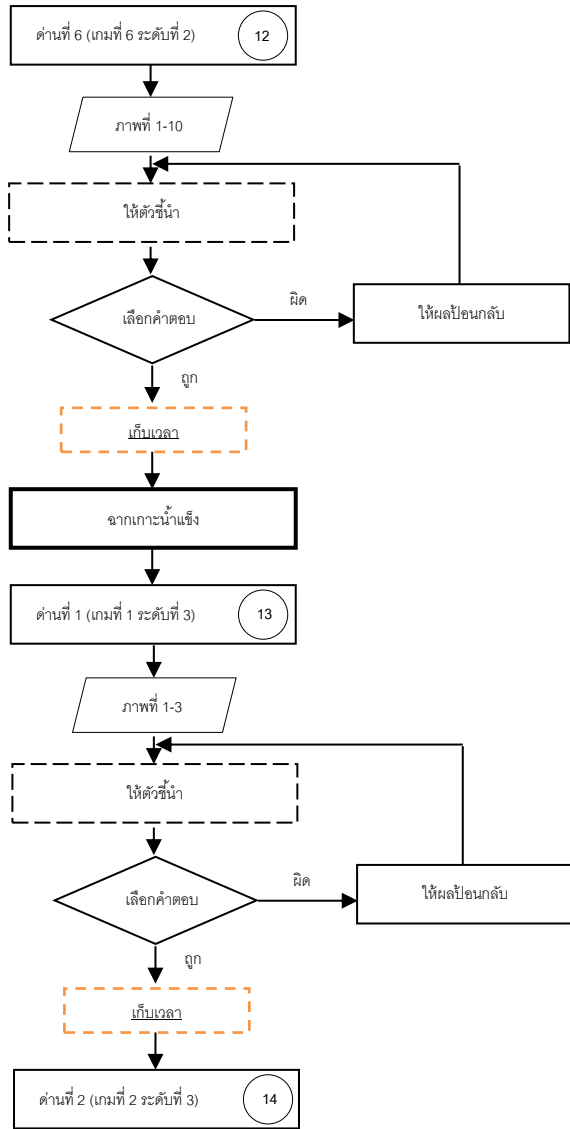 ด่านที่ 6 (เกมที่ 6 ระดับที่ 2) 12
ภาพที่ 1-10
ให้ตัวชี้นำ
เลือกคำตอบ
ผิด
ให้ผลป้อนกลับ
ถูก
เก็บเวลา
ฉากเกาะน้ำแข็ง
ด่านที่ 1 (เกมที่ 1 ระดับที่ 3) 13
ภาพที่ 1-3
ให้ตัวชี้นำ
เลือกคำตอบ
ผิด
ให้ผลป้อนกลับ
ถูก
เก็บเวลา
ด่านที่ 2 (เกมที่ 2 ระดับที่ 3) 14